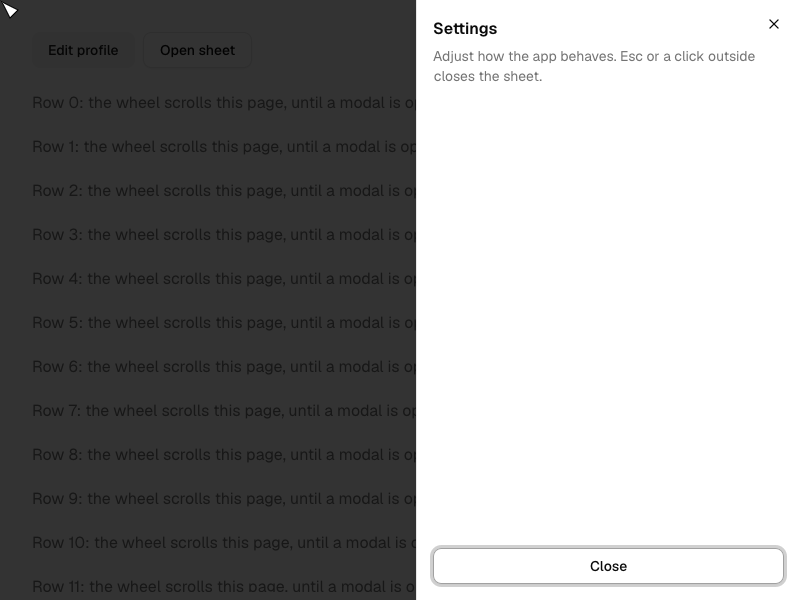 Edit profile
Open sheet
Row 0: the wheel scrolls this page, until a modal is
Row 1: the wheel scrolls this page, until a modal is
Row 2: the wheel scrolls this page, until a modal is
Row 3: the wheel scrolls this page, until a modal is
Row 4: the wheel scrolls this page, until a modal is
Row 5: the wheel scrolls this page, until a modal is
Row 6: the wheel scrolls this page, until a modal is
Row 7: the wheel scrolls this page, until a modal is
Row 8: the wheel scrolls this page, until a modal is
Row 9: the wheel scrolls this page, until a modal is
Row 10: the wheel scrolls this page, until a modal is
Row 11: the wheel scrolls this page, until a modal is
Settings
Adjust how the app behaves. Esc or a click outside
closes the sheet.
Close